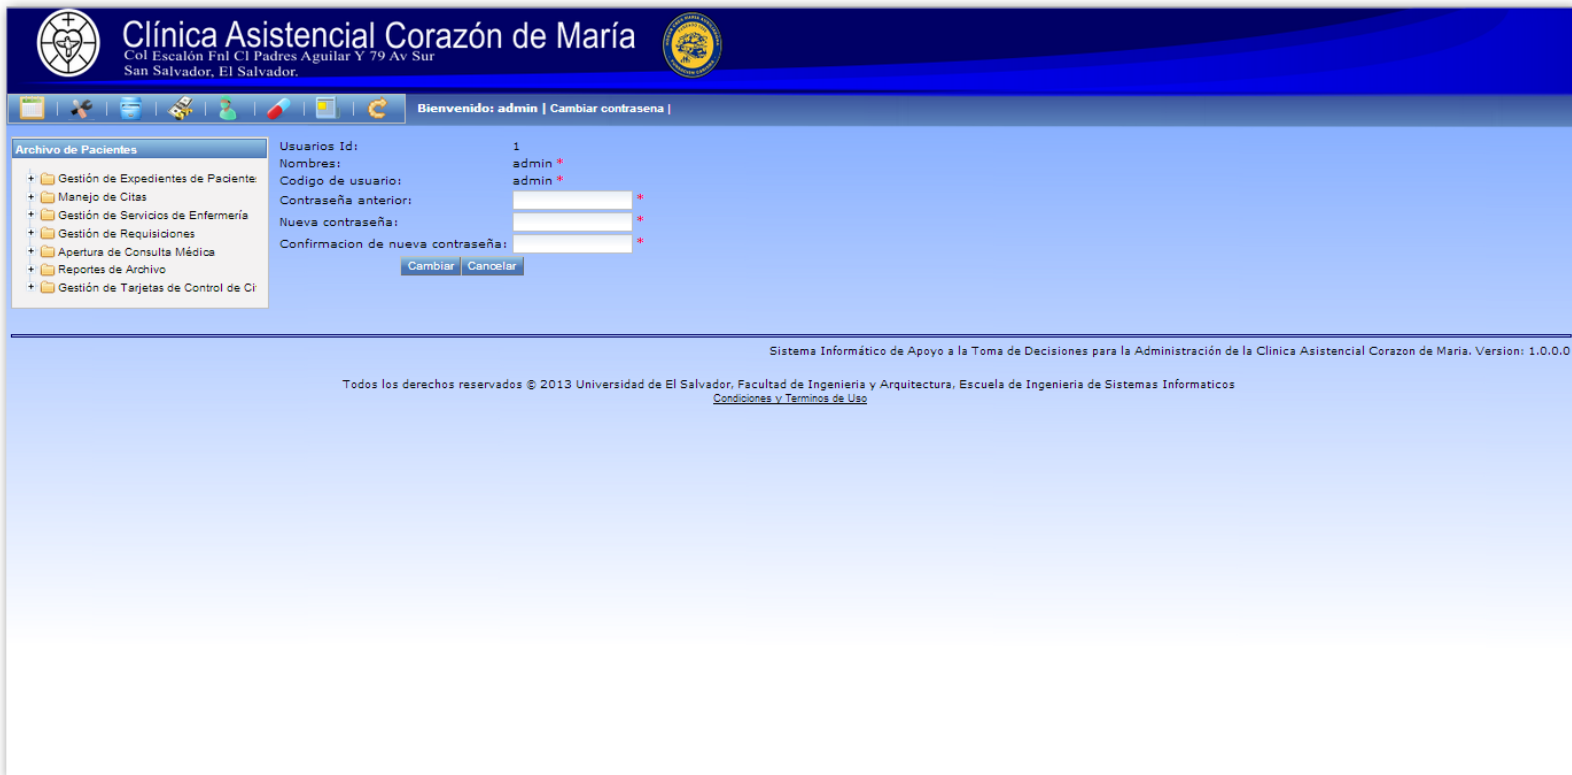 Clínica Asistencial Corazón de María
Col Escalón Fnl Cl Padres Aguilar Y 79 Av Sur
San Salvador, El Salvador.
Bienvenido: admin | Cambiar contrasena |
Archivo de Pacientes
Gestión de Expedientes de Paciente
Manejo de Citas
Gestión de Servicios de Enfermería
Gestión de Requisiciones
Apertura de Consulta Médica
Reportes de Archivo
Gestión de Tarjetas de Control de Ci
Usuarios Id: 1
Nombres: admin *
Codigo de usuario: admin *
Contraseña anterior: *
Nueva contraseña: *
Confirmacion de nueva contraseña: *
Cambiar Cancelar
Sistema Informático de Apoyo a la Toma de Decisiones para la Administración de la Clinica Asistencial Corazon de Maria. Version: 1.0.0.0
Todos los derechos reservados © 2013 Universidad de El Salvador, Facultad de Ingenieria y Arquitectura, Escuela de Ingenieria de Sistemas Informaticos
Condiciones y Terminos de Uso